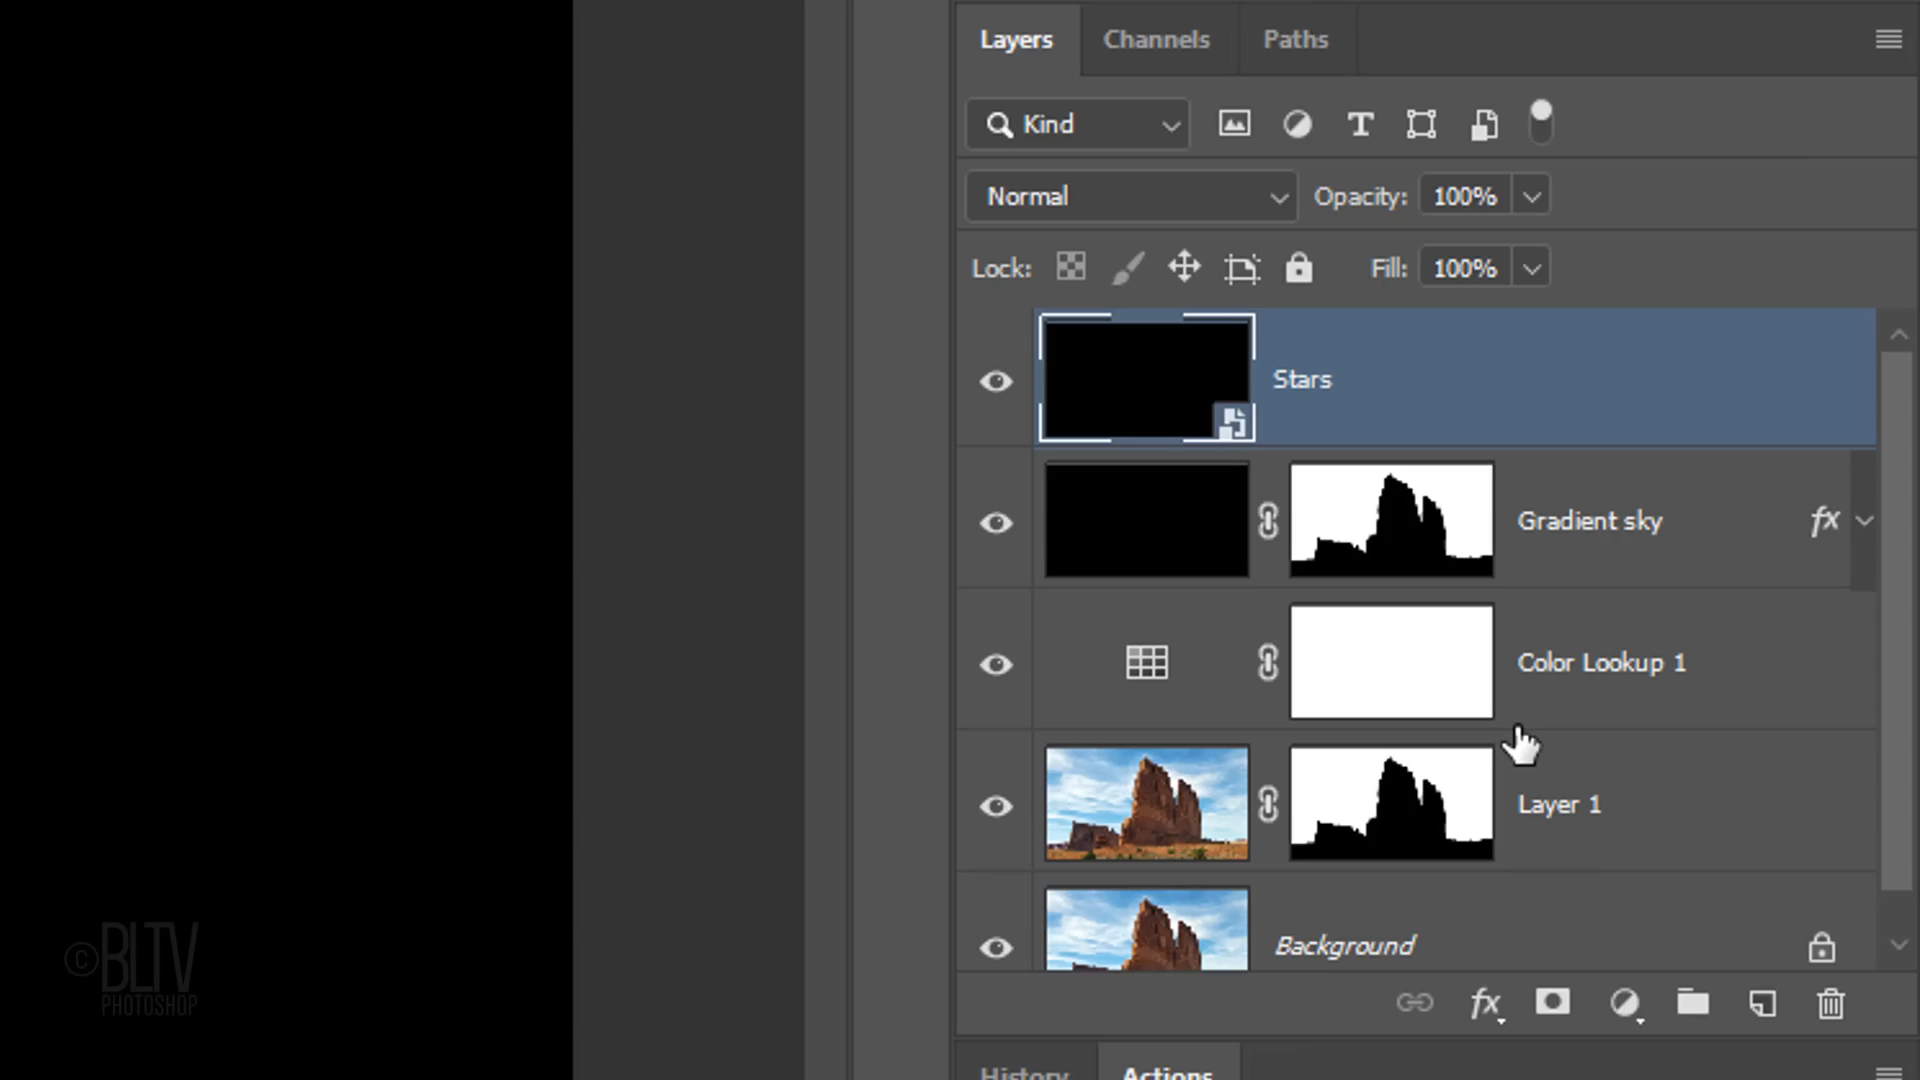 Layers Channels Paths
Kind
Normal Opacity: 100%
Lock: Fill: 100%
Stars
Gradient sky fx
Color Lookup 1
Layer 1
Background
fx
©BLTV
PHOTOSHOP
History Actions